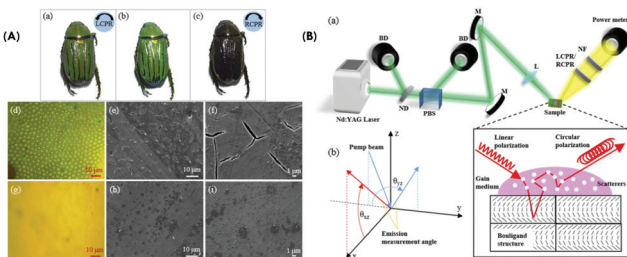 (A)
(a)
LCPR
(b)
(c)
RCPR
(d)
10 μm
(e)
10 μm
(f)
1 μm
(g)
10 μm
(h)
10 μm
(i)
1 μm
(B)
(a)
Nd:YAG Laser
BD
ND
PBS
BD
M
M
L
LCPR/
RCPR
NF
Power meter
Sample
(b)
Pump beam
z
θyz
θxz
y
x
Emission
measurement angle
Linear
polarization
Circular
polarization
Gain
medium
Scatterers
Bouligand
structure